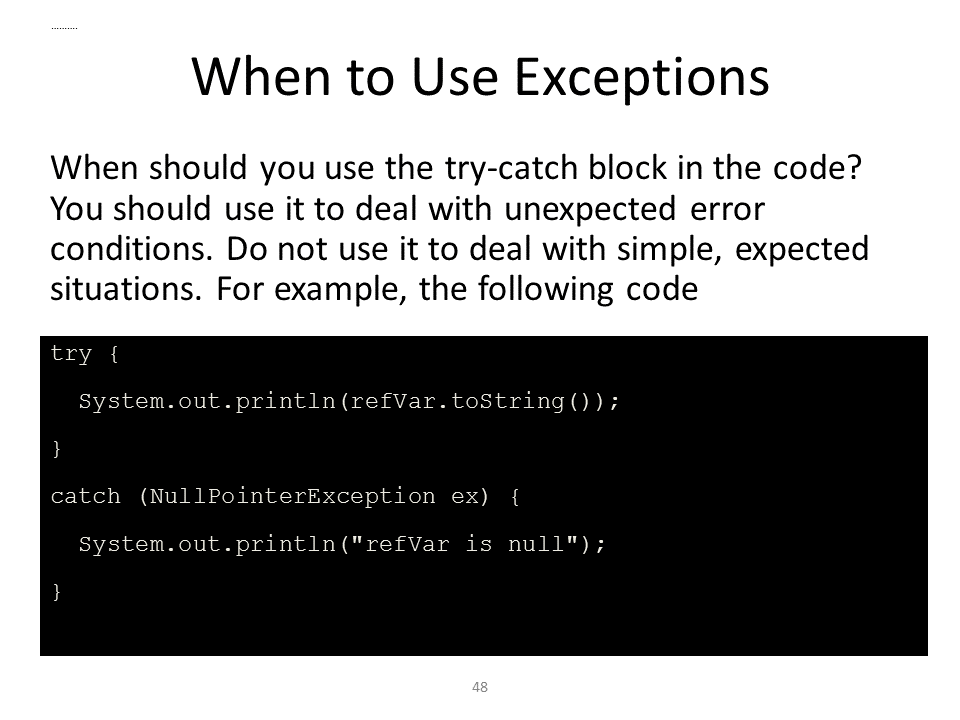 ..........
When to Use Exceptions
When should you use the try-catch block in the code?
You should use it to deal with unexpected error
conditions. Do not use it to deal with simple, expected
situations. For example, the following code
try {
  System.out.println(refVar.toString());
}
catch (NullPointerException ex) {
  System.out.println("refVar is null");
}
48